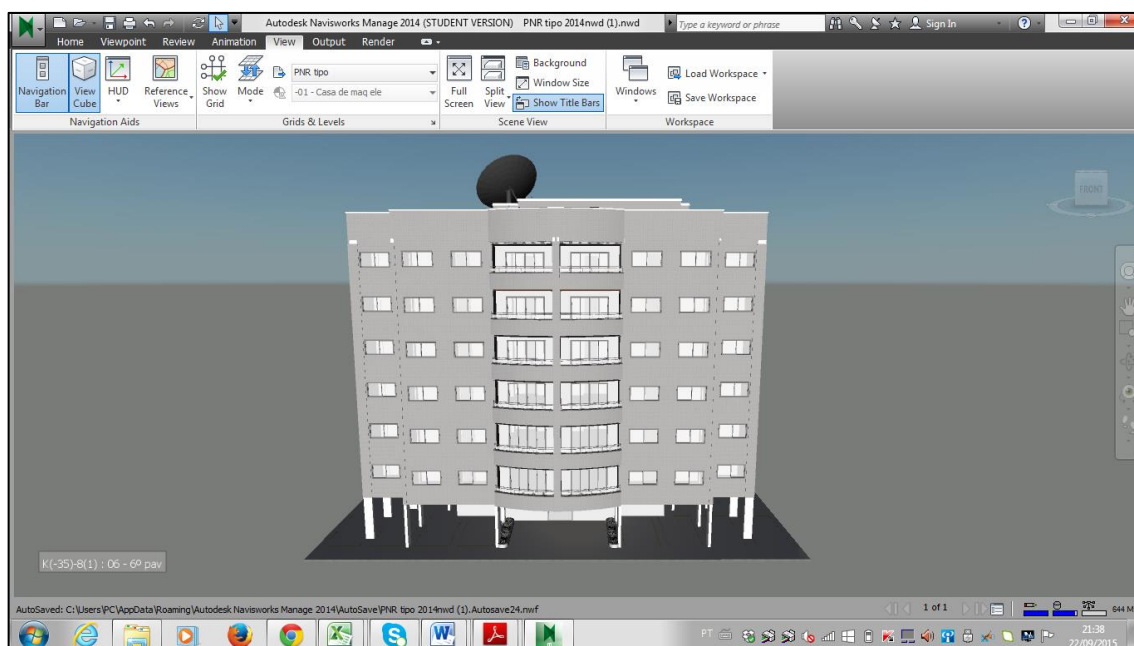 Autodesk Navisworks Manage 2014 (STUDENT VERSION) PNR tipo 2014nwd (1).nwd
Type a keyword or phrase
Sign In
Home Viewpoint Review Animation View Output Render
Navigation Bar
View Cube
HUD
Reference Views
Navigation Aids
Show Grid
Mode
PNR tipo
-01 - Casa de maq ele
Grids & Levels
Full Screen
Split View
Background
Window Size
Show Title Bars
Scene View
Windows
Load Workspace
Save Workspace
Workspace
FRONT
K(-35)-8(1) : 06 - 6º pav
AutoSaved: C:\Users\PC\AppData\Roaming\Autodesk Navisworks Manage 2014\AutoSave\PNR tipo 2014nwd (1).Autosave24.nwf
1 of 1
644 M
PT
21:38
22/09/2015